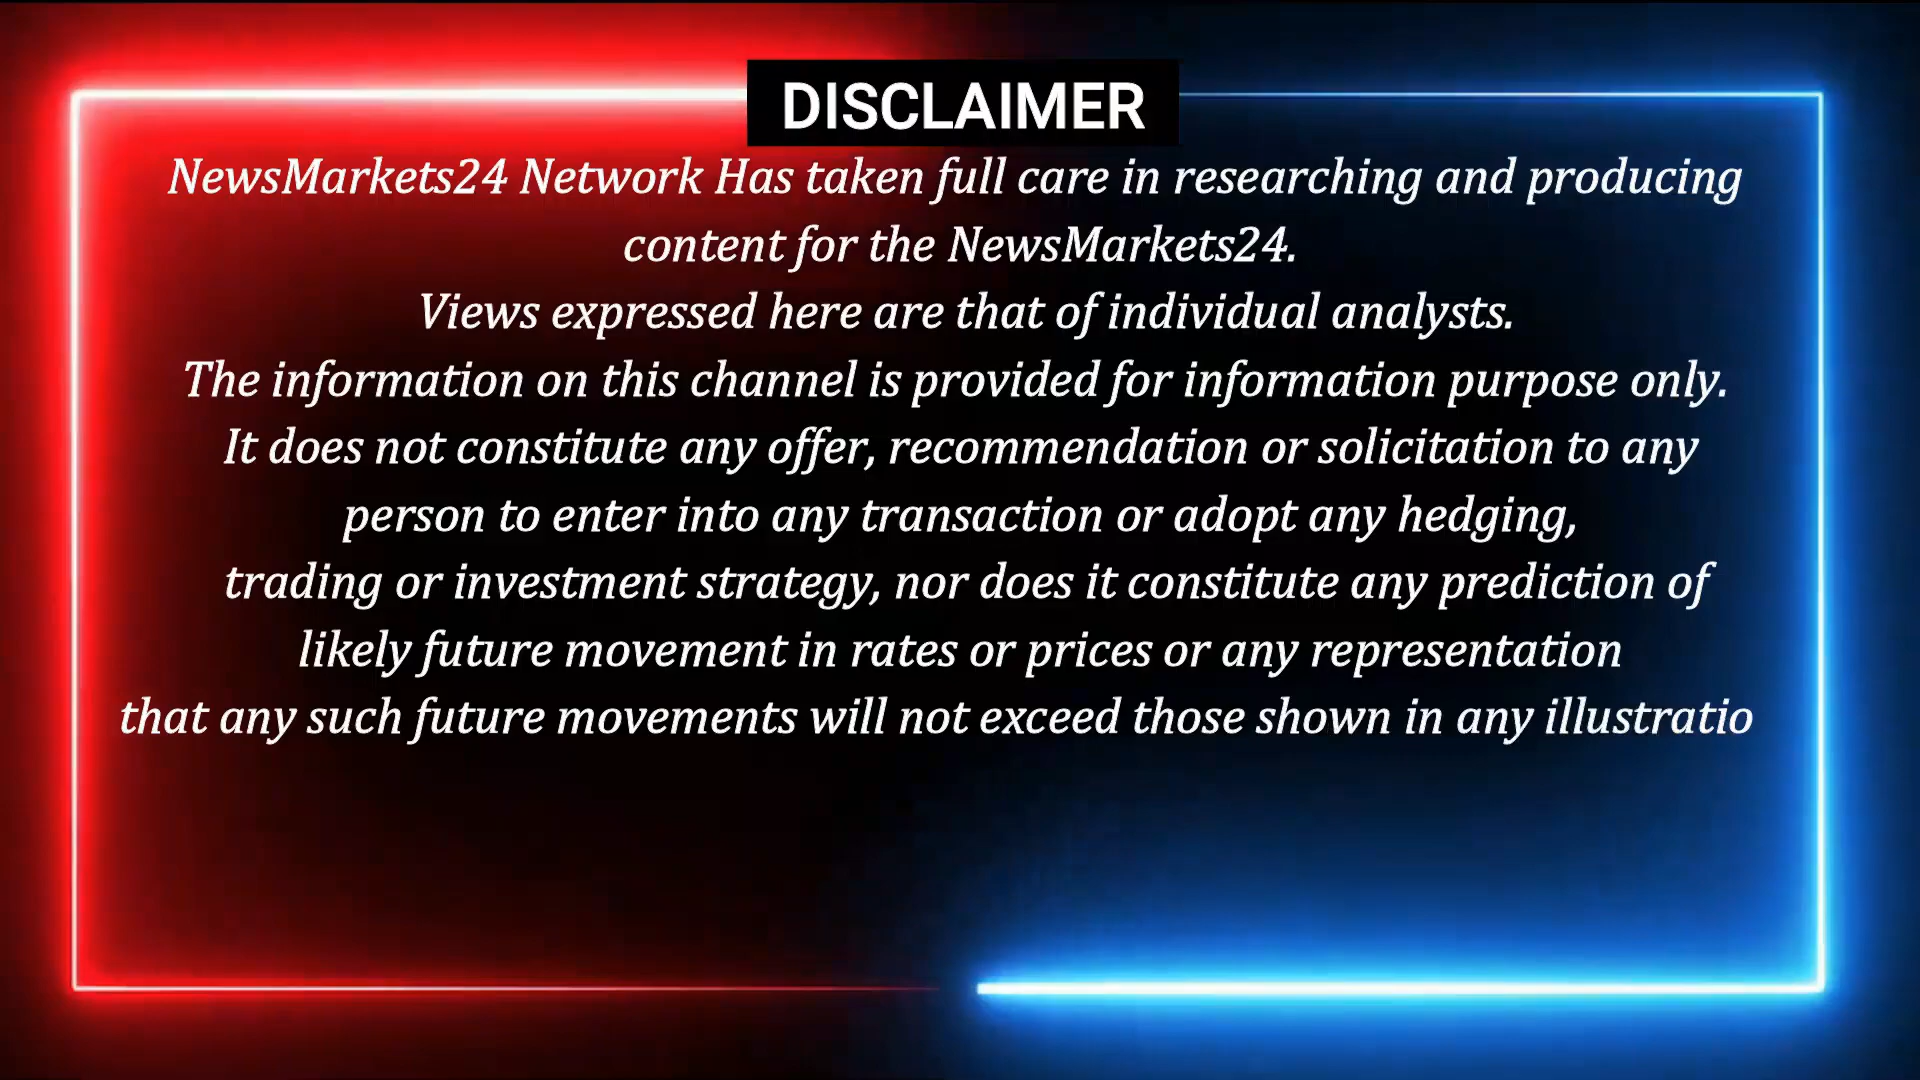 DISCLAIMER
NewsMarkets24 Network Has taken full care in researching and producing
content for the NewsMarkets24.
Views expressed here are that of individual analysts.
The information on this channel is provided for information purpose only.
It does not constitute any offer, recommendation or solicitation to any
person to enter into any transaction or adopt any hedging,
trading or investment strategy, nor does it constitute any prediction of
likely future movement in rates or prices or any representation
that any such future movements will not exceed those shown in any illustratio